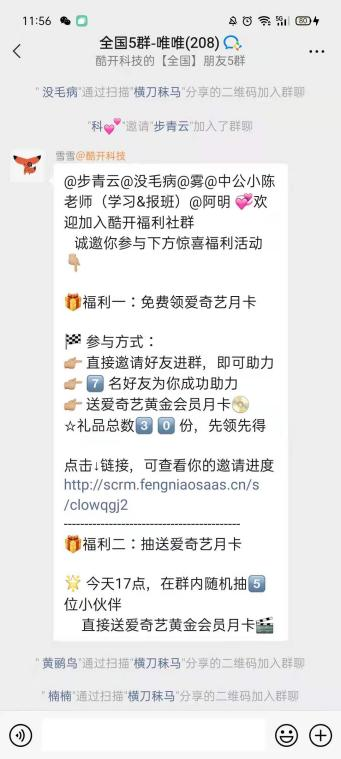 11:56
5G
80
全国5群-唯唯(208)
酷开科技的【全国】朋友5群
"没毛病"通过扫描"横刀秣马"分享的二维码加入群聊
"科💕"邀请"步青云"加入了群聊
雪雪@酷开科技
@步青云@没毛病@雾@中公小陈
老师（学习&报班）@阿明 💞欢
迎加入酷开福利社群
诚邀你参与下方惊喜福利活动
👇🏼
🎁福利一：免费领爱奇艺月卡
🏁 参与方式：
👉🏼 直接邀请好友进群，即可助力
👉🏼 7️⃣ 名好友为你成功助力
👉🏼 送爱奇艺黄金会员月卡📀
☆礼品总数3️⃣ 0️⃣ 份，先领先得
点击↓链接，可查看你的邀请进度
http://scrm.fengniaosaas.cn/s
/clowqgj2
----------------------------------------
🎁福利二：抽送爱奇艺月卡
🌟 今天17点，在群内随机抽5️⃣
位小伙伴
直接送爱奇艺黄金会员月卡🎬
"黄鹂鸟"通过扫描"横刀秣马"分享的二维码加入群聊
"楠楠"通过扫描"横刀秣马"分享的二维码加入群聊